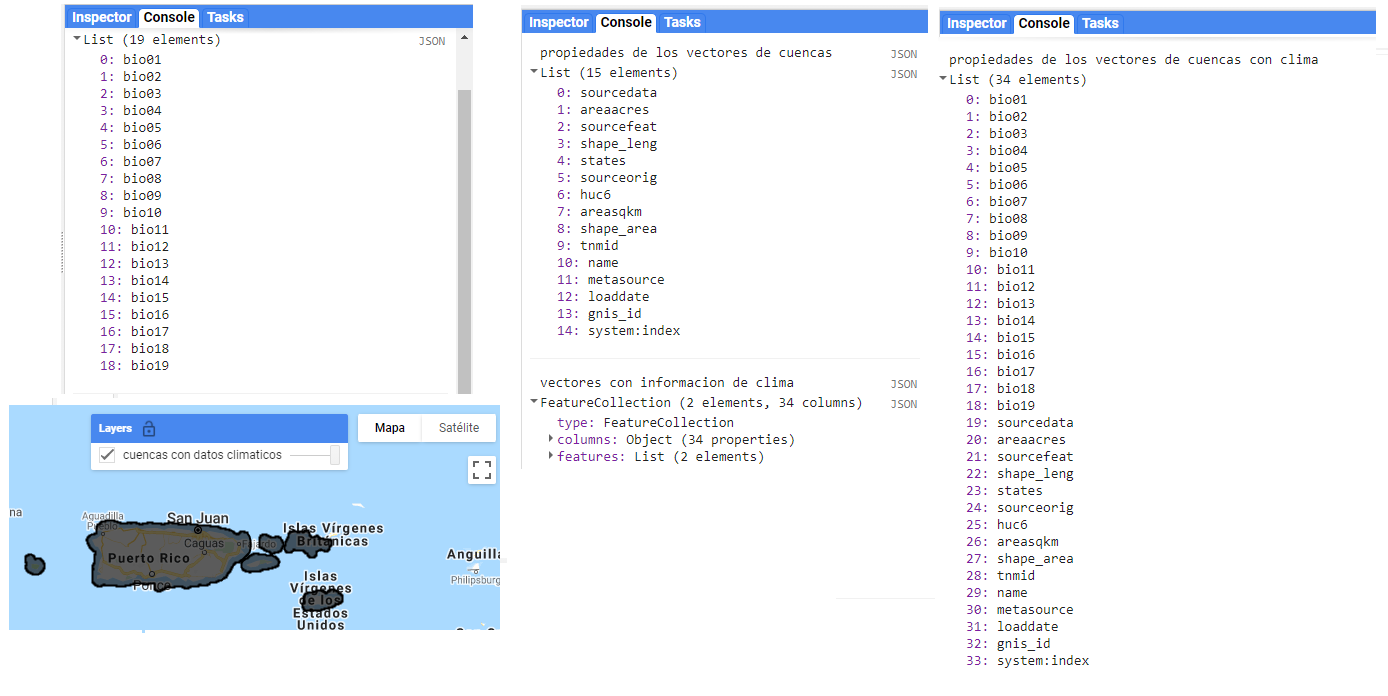 Inspector Console Tasks
List (19 elements) JSON
0: bio01
1: bio02
2: bio03
3: bio04
4: bio05
5: bio06
6: bio07
7: bio08
8: bio09
9: bio10
10: bio11
11: bio12
12: bio13
13: bio14
14: bio15
15: bio16
16: bio17
17: bio18
18: bio19
Layers
cuencas con datos climaticos
Mapa Satélite
na
Aguadilla
Pueblo
San Juan
Caguas
Fajardo
Puerto Rico
Ponce
Islas Vírgenes
Británicas
Islas
Vírgenes
de los
Estados
Unidos
Anguilla
Philipsburg
Inspector Console Tasks
propiedades de los vectores de cuencas JSON
List (15 elements) JSON
0: sourcedata
1: areaacres
2: sourcefeat
3: shape_leng
4: states
5: sourceorig
6: huc6
7: areasqkm
8: shape_area
9: tnmid
10: name
11: metasource
12: loaddate
13: gnis_id
14: system:index
vectores con informacion de clima JSON
FeatureCollection (2 elements, 34 columns) JSON
type: FeatureCollection
columns: Object (34 properties)
features: List (2 elements)
Inspector Console Tasks
propiedades de los vectores de cuencas con clima
List (34 elements)
0: bio01
1: bio02
2: bio03
3: bio04
4: bio05
5: bio06
6: bio07
7: bio08
8: bio09
9: bio10
10: bio11
11: bio12
12: bio13
13: bio14
14: bio15
15: bio16
16: bio17
17: bio18
18: bio19
19: sourcedata
20: areaacres
21: sourcefeat
22: shape_leng
23: states
24: sourceorig
25: huc6
26: areasqkm
27: shape_area
28: tnmid
29: name
30: metasource
31: loaddate
32: gnis_id
33: system:index